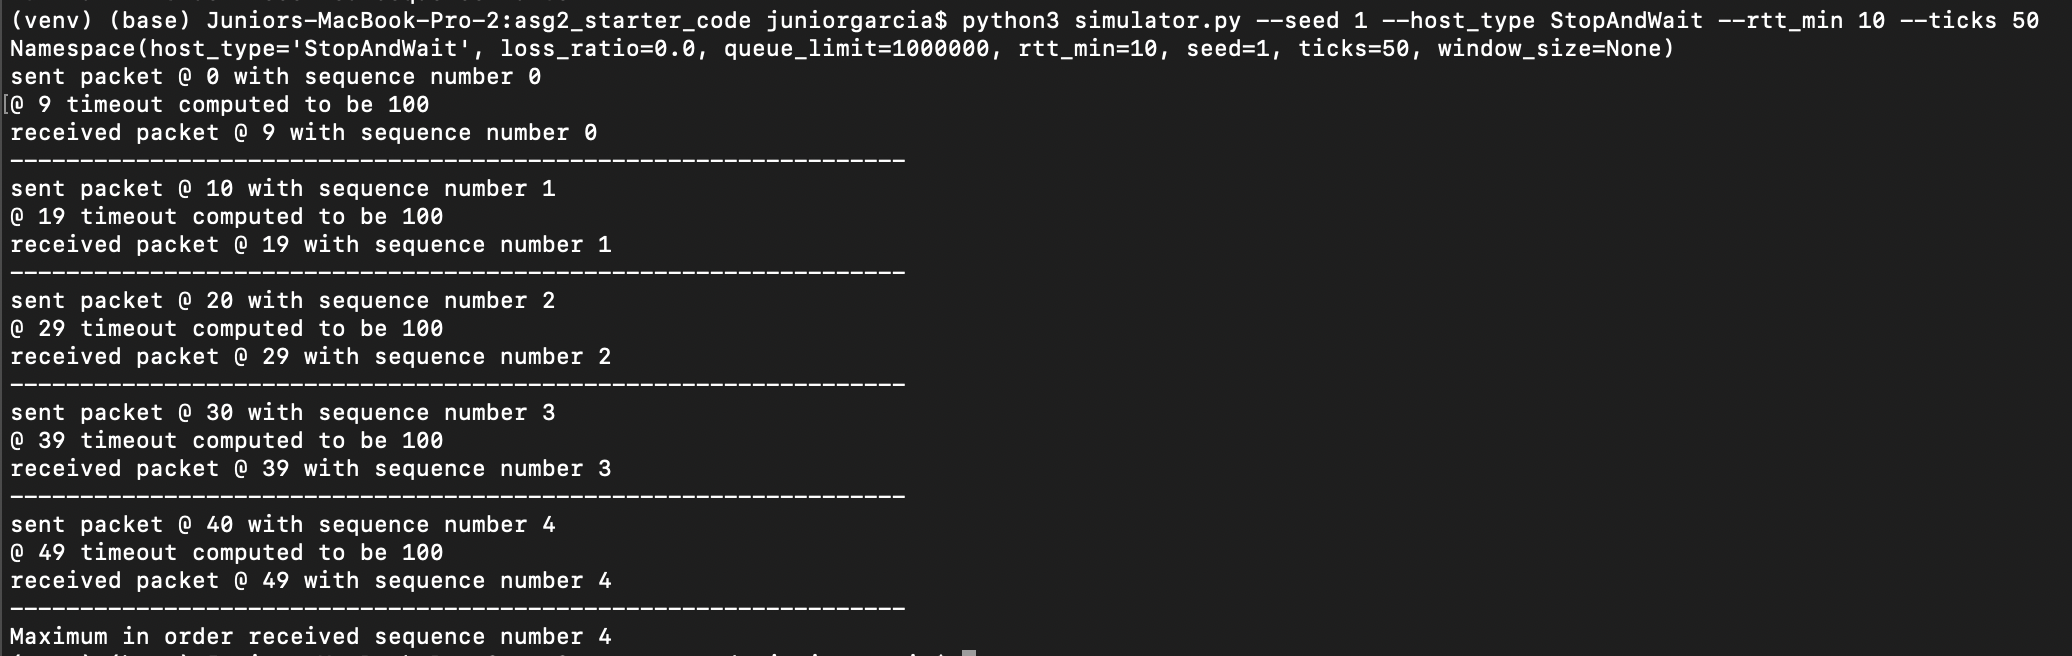 (venv) (base) Juniors-MacBook-Pro-2:asg2_starter_code juniorgarcia$ python3 simulator.py --seed 1 --host_type StopAndWait --rtt_min 10 --ticks 50
Namespace(host_type='StopAndWait', loss_ratio=0.0, queue_limit=1000000, rtt_min=10, seed=1, ticks=50, window_size=None)
sent packet @ 0 with sequence number 0
[@ 9 timeout computed to be 100
received packet @ 9 with sequence number 0
----------------------------------------------------------------
sent packet @ 10 with sequence number 1
@ 19 timeout computed to be 100
received packet @ 19 with sequence number 1
----------------------------------------------------------------
sent packet @ 20 with sequence number 2
@ 29 timeout computed to be 100
received packet @ 29 with sequence number 2
----------------------------------------------------------------
sent packet @ 30 with sequence number 3
@ 39 timeout computed to be 100
received packet @ 39 with sequence number 3
----------------------------------------------------------------
sent packet @ 40 with sequence number 4
@ 49 timeout computed to be 100
received packet @ 49 with sequence number 4
----------------------------------------------------------------
Maximum in order received sequence number 4